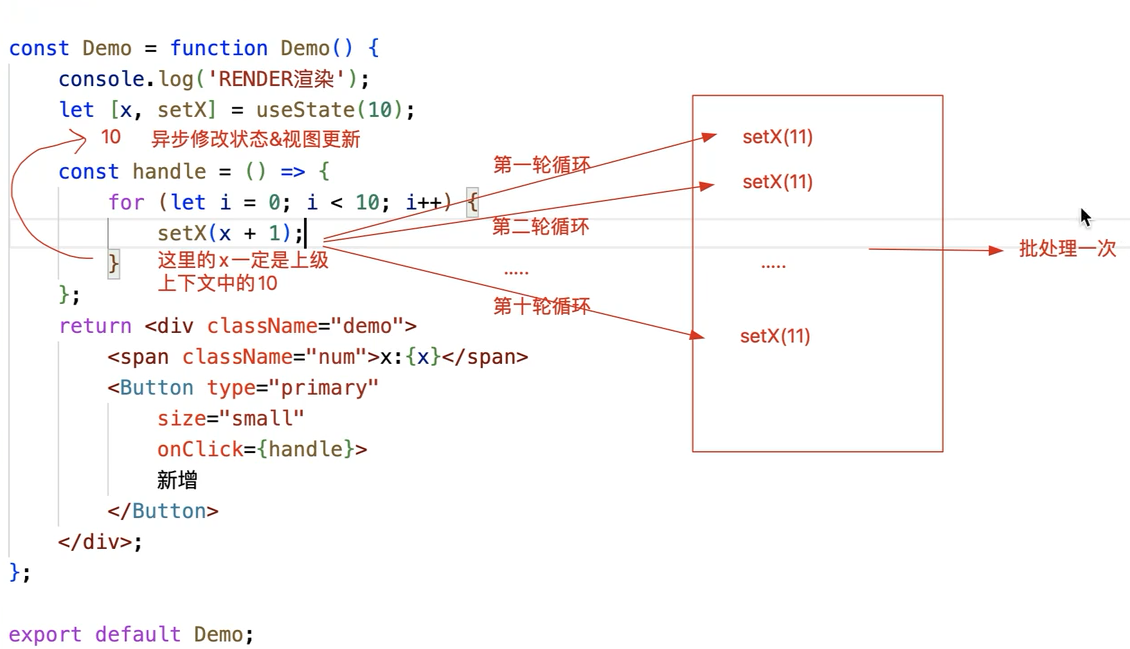 const Demo = function Demo() {
console.log('RENDER渲染');
let [x, setX] = useState(10);
10 异步修改状态&视图更新
const handle = () => {
for (let i = 0; i < 10; i++) {
setX(x + 1);
}
这里的x一定是上级
上下文中的10
};
return <div className="demo">
<span className="num">x:{x}</span>
<Button type="primary"
size="small"
onClick={handle}>
新增
</Button>
</div>;
};
export default Demo;
第一轮循环
第二轮循环
.....
第十轮循环
setX(11)
setX(11)
.....
setX(11)
批处理一次